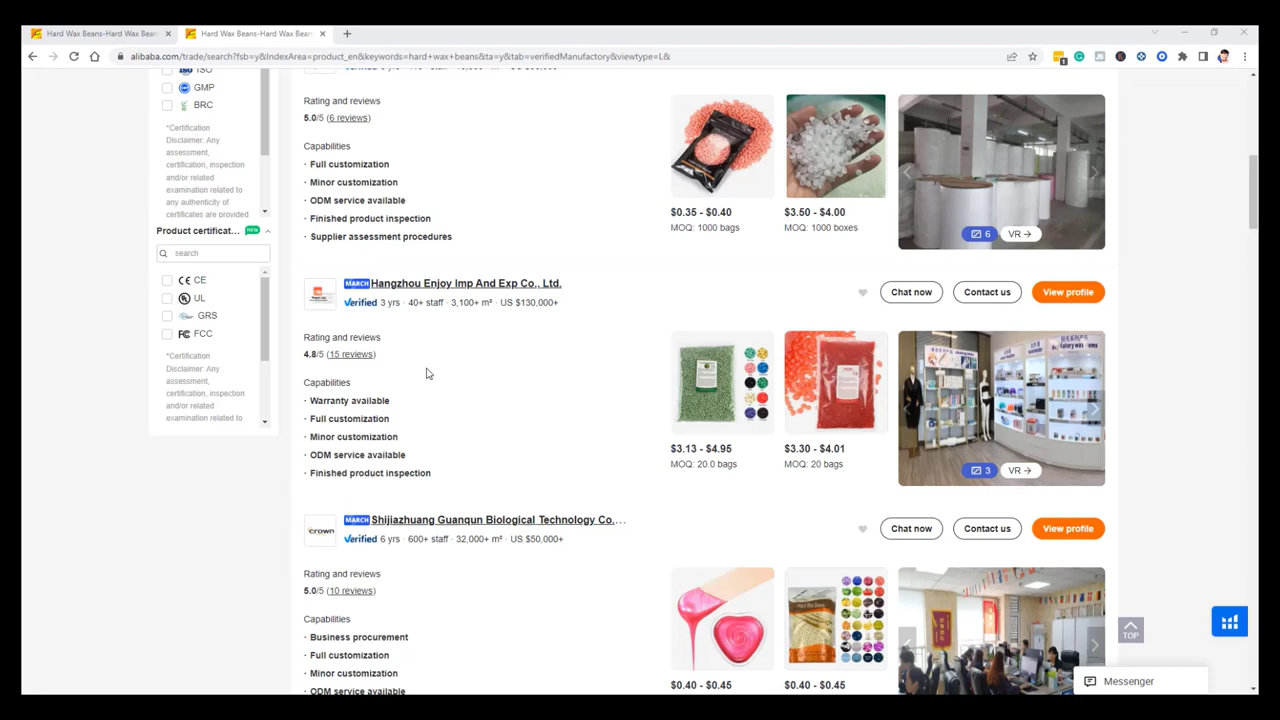 Hard Wax Beans-Hard Wax Bean
Hard Wax Beans-Hard Wax Bean
alibaba.com/trade/search?fsb=y&IndexArea=product_en&keywords=hard+wax+beans&ta=y&tab=verifiedManufactory&viewtype=L&
ISO
GMP
BRC
*Certification
Disclaimer: Any
assessment,
certification, inspection
and/or related
examination related to
any authenticity of
certificates are provided
Product certificat... new
search
CE CE
UL UL
GRS
FC FCC
*Certification
Disclaimer: Any
assessment,
certification, inspection
and/or related
examination related to
Rating and reviews
5.0/5 (6 reviews)
Capabilities
· Full customization
· Minor customization
· ODM service available
· Finished product inspection
· Supplier assessment procedures
$0.35 - $0.40
MOQ: 1000 bags
$3.50 - $4.00
MOQ: 1000 boxes
6
VR
MARCH Hangzhou Enjoy Imp And Exp Co., Ltd.
Verified 3 yrs · 40+ staff · 3,100+ m² · US $130,000+
Chat now
Contact us
View profile
Rating and reviews
4.8/5 (15 reviews)
Capabilities
· Warranty available
· Full customization
· Minor customization
· ODM service available
· Finished product inspection
$3.13 - $4.95
MOQ: 20.0 bags
$3.30 - $4.01
MOQ: 20 bags
3
VR
crown
MARCH Shijiazhuang Guanqun Biological Technology Co....
Verified 6 yrs · 600+ staff · 32,000+ m² · US $50,000+
Chat now
Contact us
View profile
Rating and reviews
5.0/5 (10 reviews)
Capabilities
· Business procurement
· Full customization
· Minor customization
· ODM service available
$0.40 - $0.45
$0.40 - $0.45
TOP
Messenger